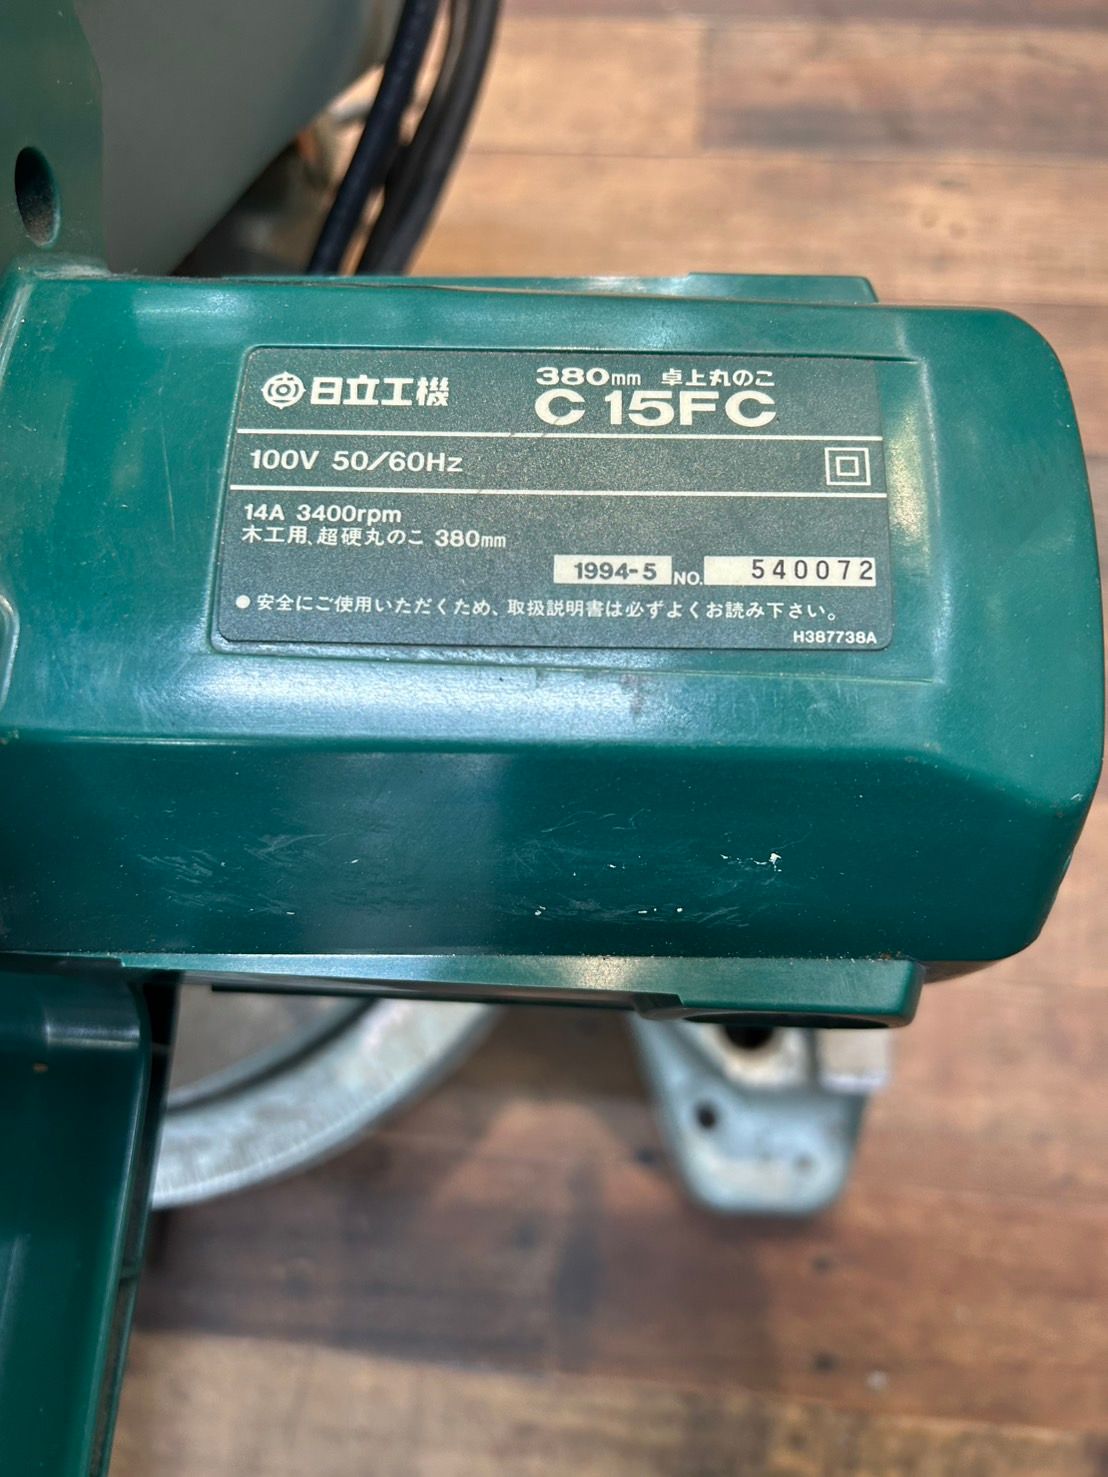 日立工機
380mm 卓上丸のこ
C 15FC
100V 50/60Hz
14A 3400rpm
木工用、超硬丸のこ 380mm
1994-5 NO. 540072
● 安全にご使用いただくため、取扱説明書は必ずよくお読み下さい。
H387738A